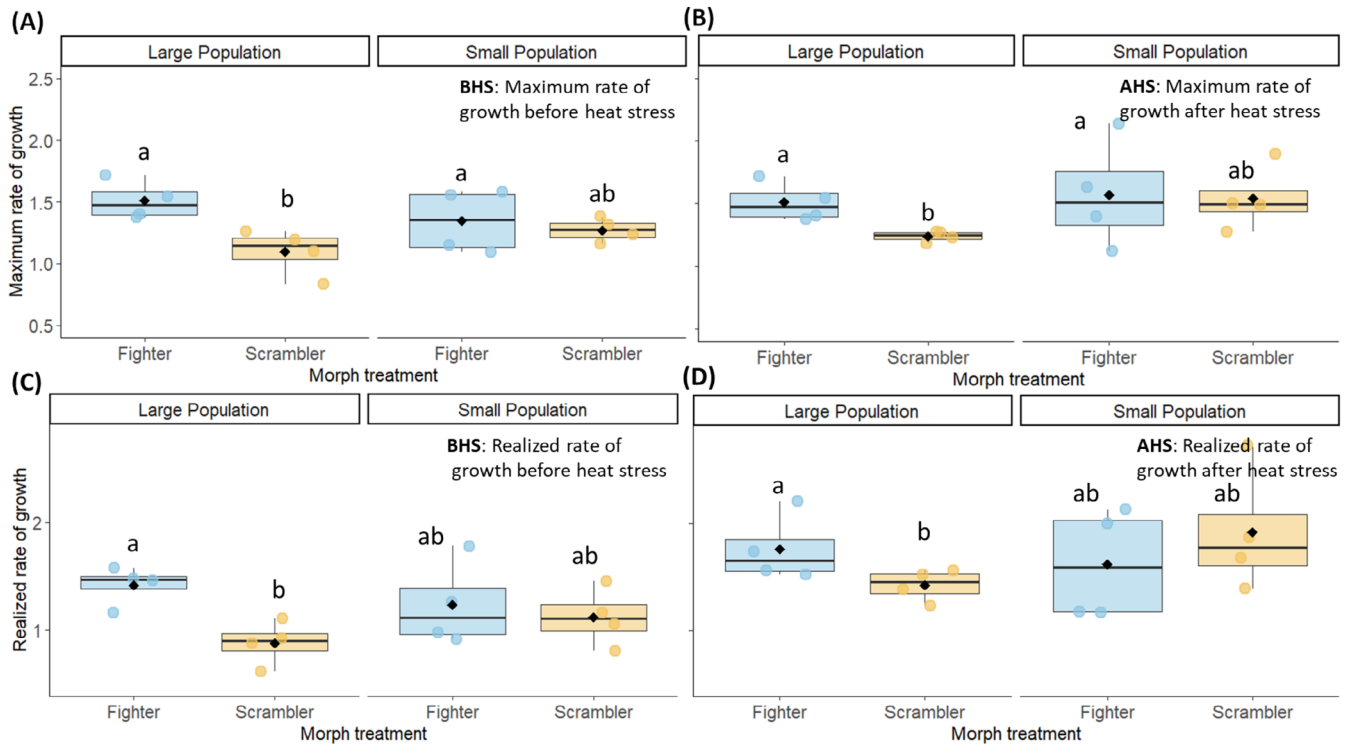 (A)
Large Population
Small Population
BHS: Maximum rate of
growth before heat stress
Maximum rate of growth
2.5
2.0
1.5
1.0
0.5
a
b
a
ab
Fighter
Scrambler
Fighter
Scrambler
Morph treatment
(B)
Large Population
Small Population
AHS: Maximum rate of
growth after heat stress
a
b
a
ab
Fighter
Scrambler
Fighter
Scrambler
Morph treatment
(C)
Large Population
Small Population
BHS: Realized rate of
growth before heat stress
Realized rate of growth
2
1
a
b
ab
ab
Fighter
Scrambler
Fighter
Scrambler
Morph treatment
(D)
Large Population
Small Population
AHS: Realized rate of
growth after heat stress
a
b
ab
ab
Fighter
Scrambler
Fighter
Scrambler
Morph treatment